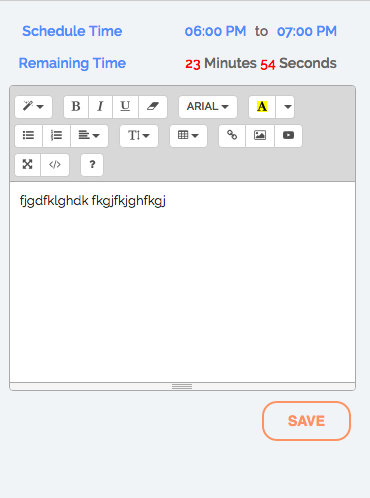 Schedule Time 06:00 PM to 07:00 PM
Remaining Time 23 Minutes 54 Seconds
B I U ARIAL A
T
</> ?
fjgdfklghdk fkgjfkjghfkgj
SAVE